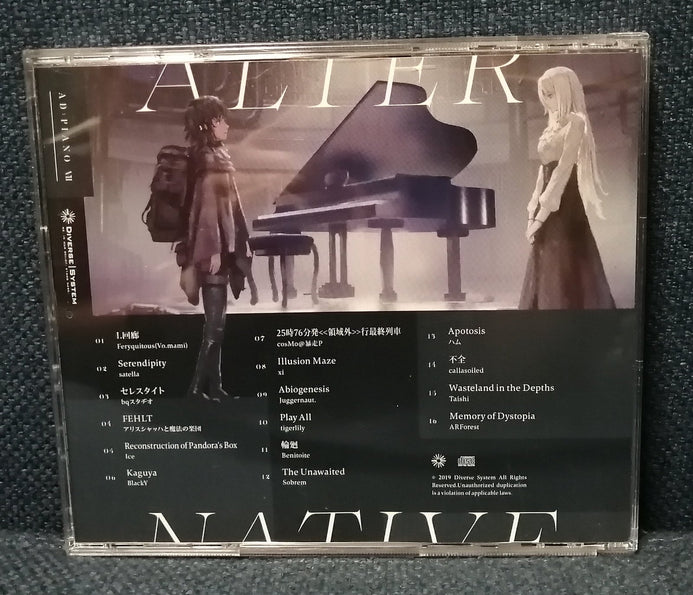 ALTER
AD:PIANO VII
DIVERSE SYSTEM
01 I.回廊
Feryquitous(Vn.mami)
02 Serendipity
satella
03 セレスタイト
bqスタヂオ
04 FEHLT
アリスシャッハと魔法の楽団
05 Reconstruction of Pandora's Box
Ice
06 Kaguya
BlackY
07 25時76分発<<領域外>>行最終列車
cosMo@暴走P
08 Illusion Maze
xi
09 Abiogenesis
Juggernaut.
10 Play All
tigerlily
11 輪廻
Benitoite
12 The Unawaited
Sobrem
13 Apotosis
ハム
14 不全
callasoiled
15 Wasteland in the Depths
Taishi
16 Memory of Dystopia
ARForest
© 2019 Diverse System All Rights
Reserved.Unauthorized duplication
is a violation of applicable laws.
NATIVE